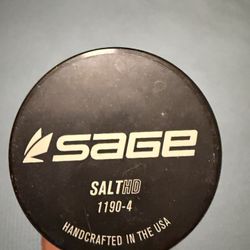 SAGE
SALTHD
1190-4
HANDCRAFTED IN THE USA